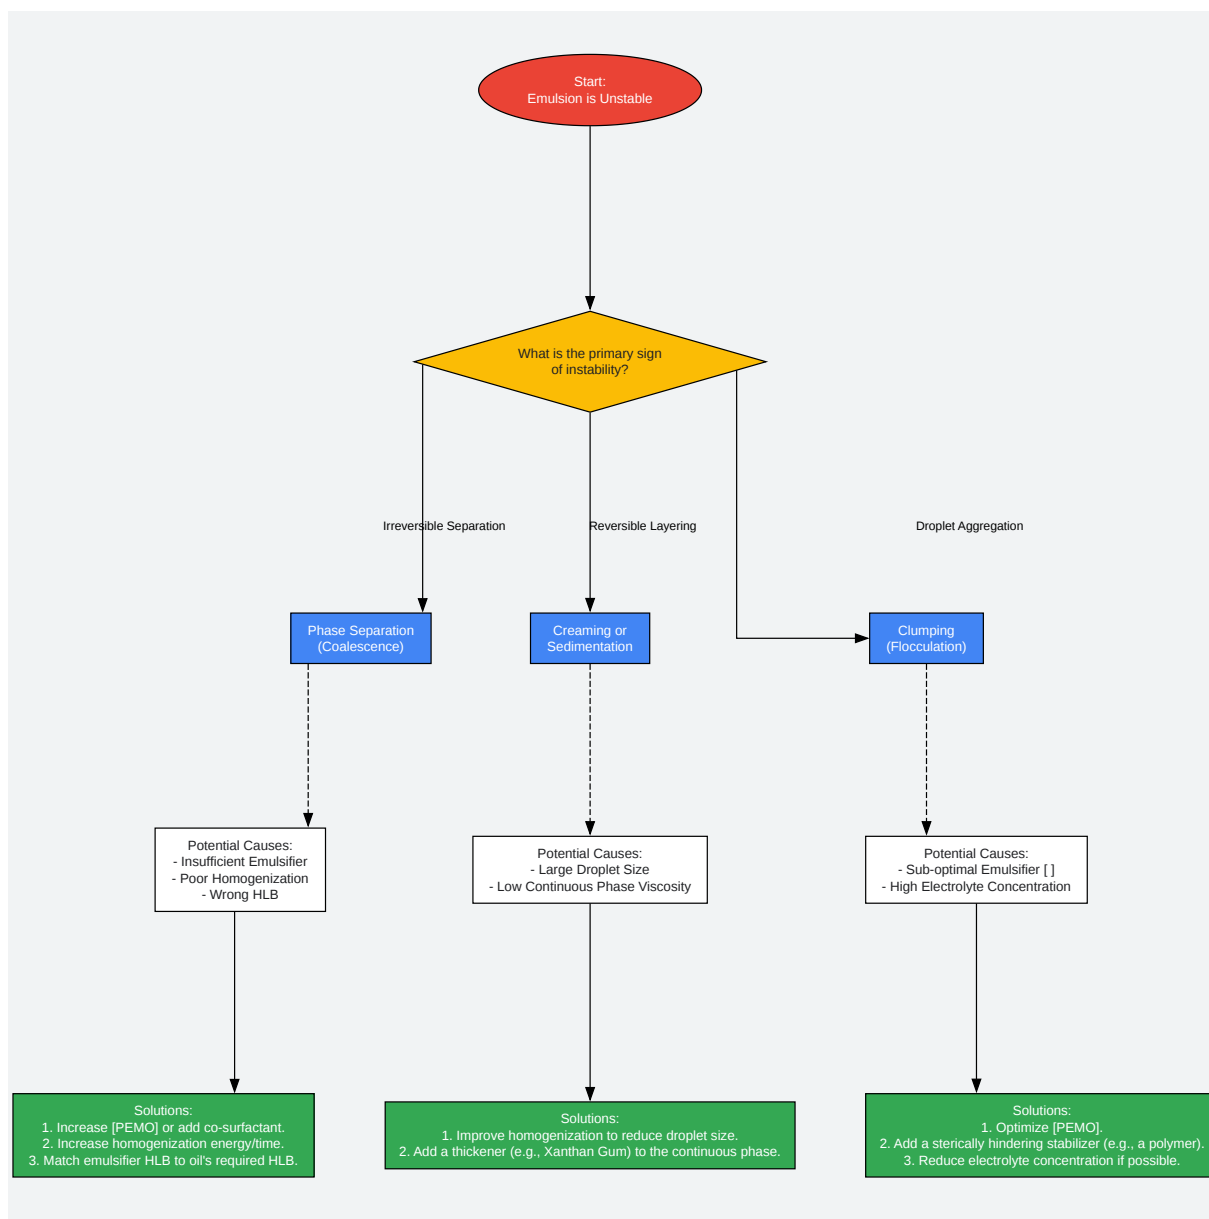 Start:
Emulsion is Unstable
What is the primary sign
of instability?
Irreversible Separation
Reversible Layering
Droplet Aggregation
Phase Separation
(Coalescence)
Creaming or
Sedimentation
Clumping
(Flocculation)
Potential Causes:
- Insufficient Emulsifier
- Poor Homogenization
- Wrong HLB
Potential Causes:
- Large Droplet Size
- Low Continuous Phase Viscosity
Potential Causes:
- Sub-optimal Emulsifier [ ]
- High Electrolyte Concentration
Solutions:
1. Increase [PEMO] or add co-surfactant.
2. Increase homogenization energy/time.
3. Match emulsifier HLB to oil's required HLB.
Solutions:
1. Improve homogenization to reduce droplet size.
2. Add a thickener (e.g., Xanthan Gum) to the continuous phase.
Solutions:
1. Optimize [PEMO].
2. Add a sterically hindering stabilizer (e.g., a polymer).
3. Reduce electrolyte concentration if possible.